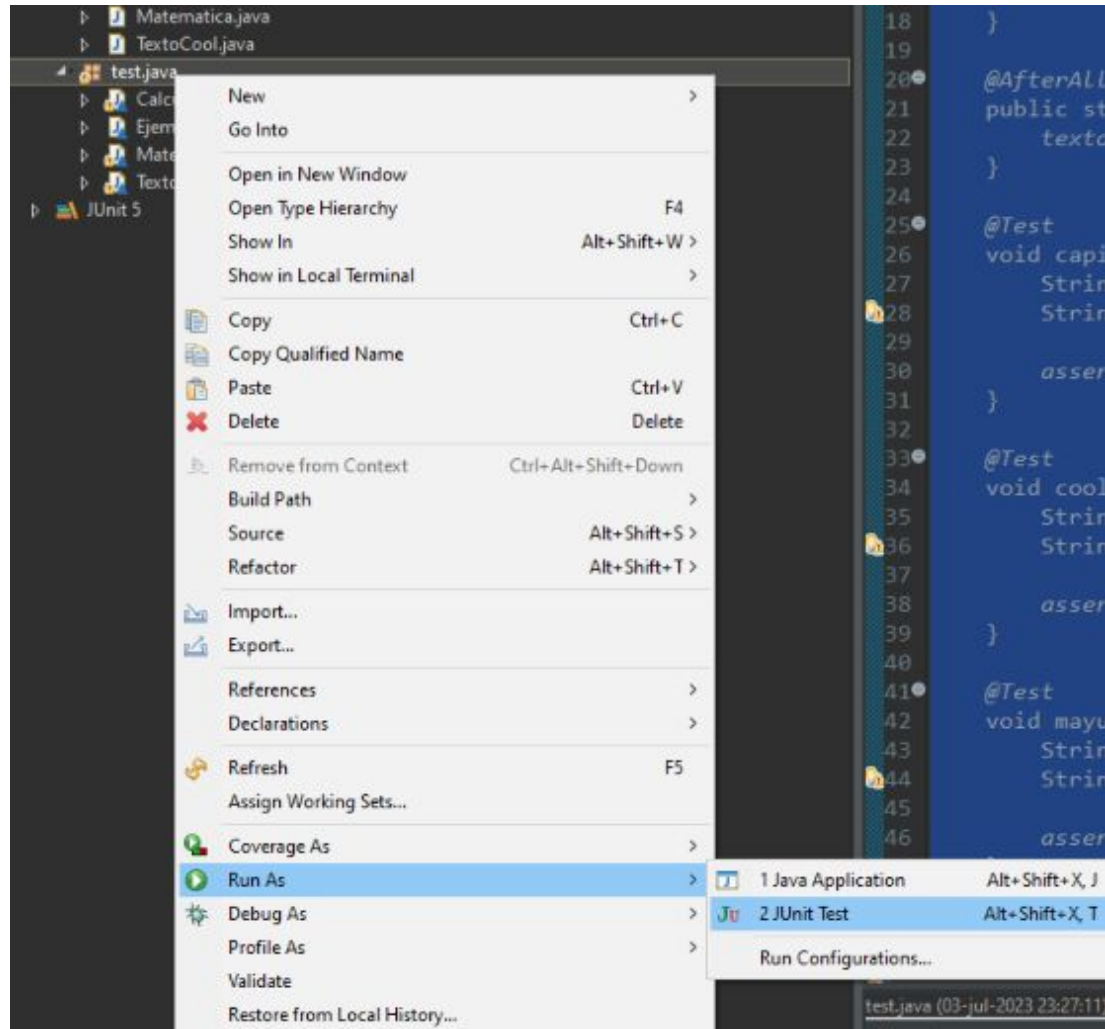 Matematica.java
TextoCool.java
test.java
Calc
Ejem
Mate
Texto
JUnit 5
New
Go Into
Open in New Window
Open Type Hierarchy F4
Show In Alt+Shift+W >
Show in Local Terminal >
Copy Ctrl+C
Copy Qualified Name
Paste Ctrl+V
Delete Delete
Remove from Context Ctrl+Alt+Shift+Down
Build Path >
Source Alt+Shift+S >
Refactor Alt+Shift+T >
Import...
Export...
References >
Declarations >
Refresh F5
Assign Working Sets...
Coverage As >
Run As >
Debug As >
Profile As >
Validate
Restore from Local History...
1 Java Application Alt+Shift+X, J
2 JUnit Test Alt+Shift+X, T
Run Configurations...
18 }
19
20 @AfterAll
21 public st
22 texto
23 }
24
25 @Test
26 void capi
27 Strin
28 Strin
29
30 asser
31 }
32
33 @Test
34 void cool
35 Strin
36 Strin
37
38 asser
39 }
40
41 @Test
42 void mayu
43 Strin
44 Strin
45
46 asser
test.java (03-jul-2023 23:27:11)